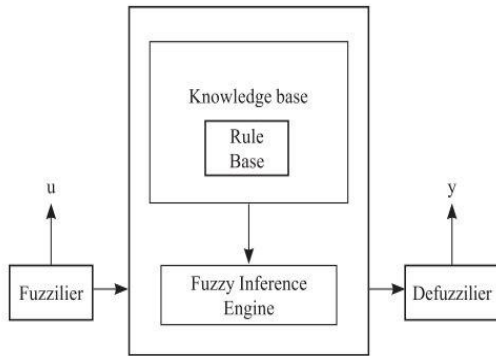 Knowledge base
Rule
Base
u
y
Fuzzilier
Fuzzy Inference
Engine
Defuzzilier